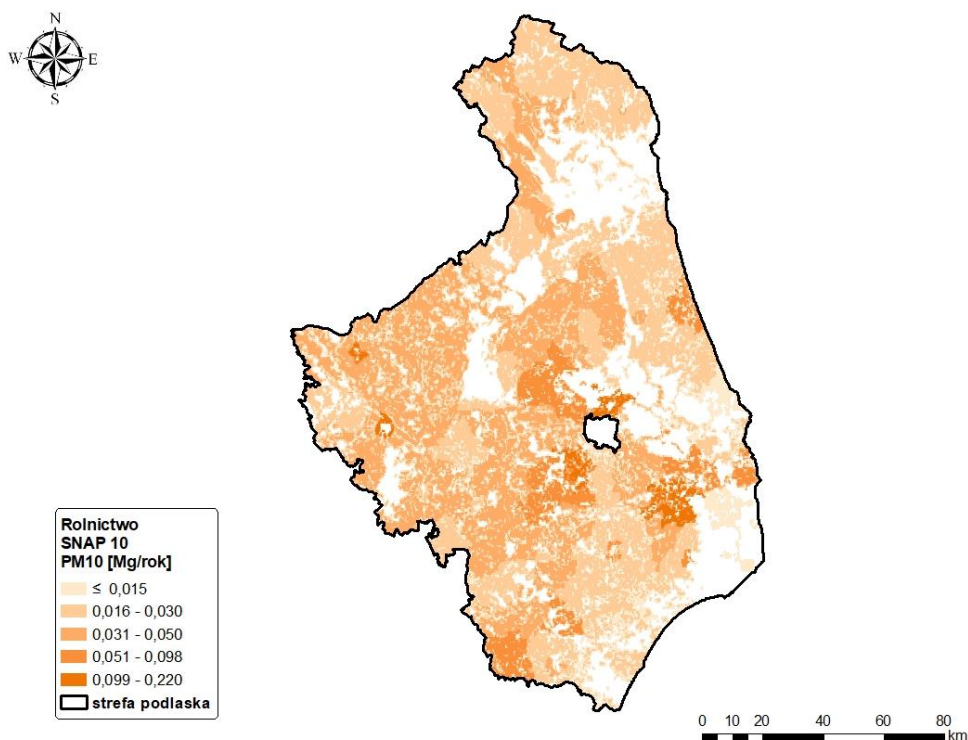 N
W E
S
Rolnictwo
SNAP 10
PM10 [Mg/rok]
≤ 0,015
0,016 - 0,030
0,031 - 0,050
0,051 - 0,098
0,099 - 0,220
strefa podlaska
0 5 10 20 40 60 80
km